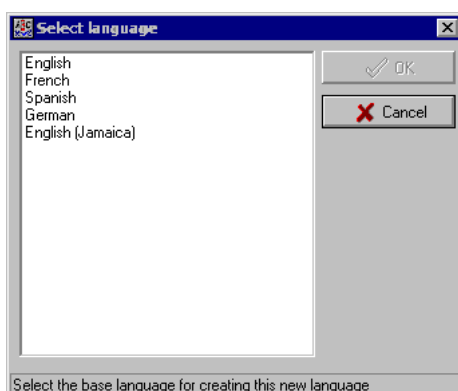 Select language
English
French
Spanish
German
English (Jamaica)
OK
Cancel
Select the base language for creating this new language